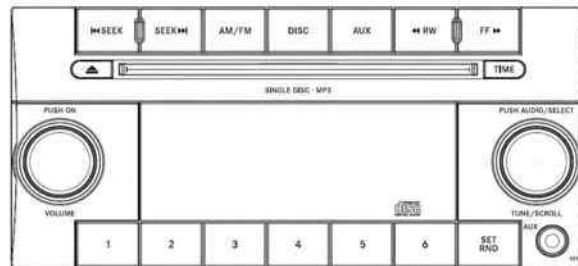 SEEK SEEK AM/FM DISC AUX RW FF
TIME
SINGLE DISC - MP3
PUSH ON PUSH AUDIO/SELECT
VOLUME TUNE/SCROLL
AUX
1 2 3 4 5 6 SET
RND